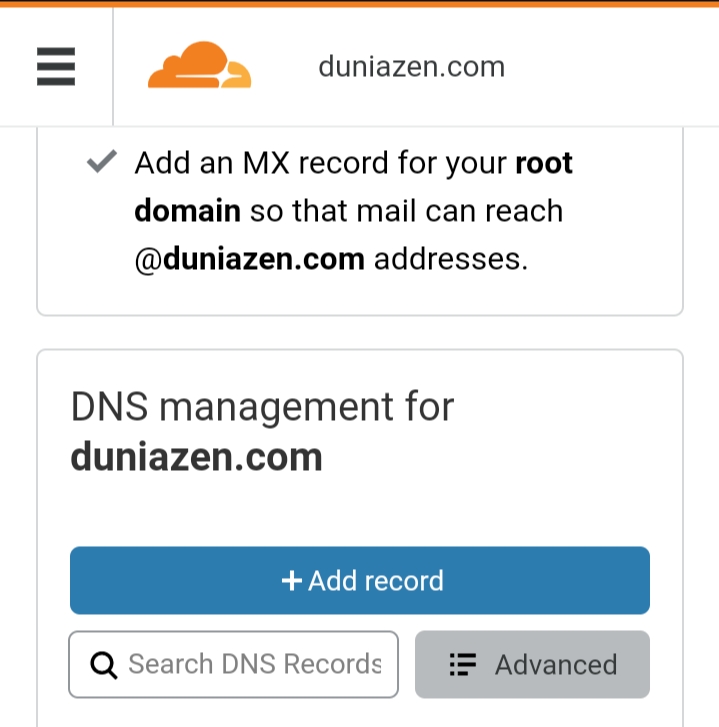 duniazen.com
Add an MX record for your root
domain so that mail can reach
@duniazen.com addresses.
DNS management for
duniazen.com
+ Add record
Search DNS Records
Advanced